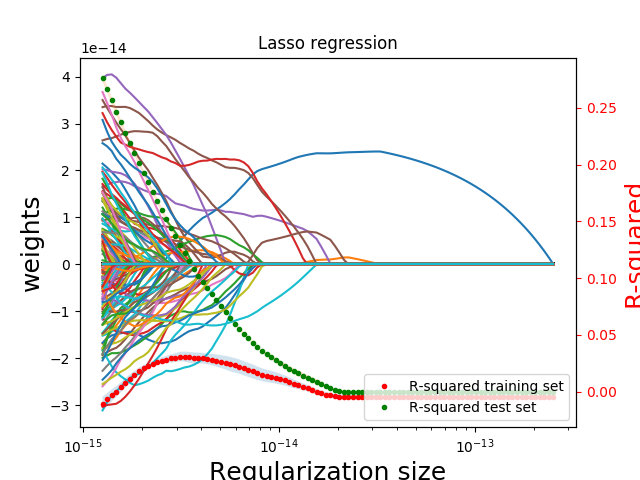 Lasso regression
1e−14
4
3
2
1
0
−1
−2
−3
weights
0.25
0.20
0.15
0.10
0.05
0.00
R-squared
R-squared training set
R-squared test set
10−15
10−14
10−13
Regularization size